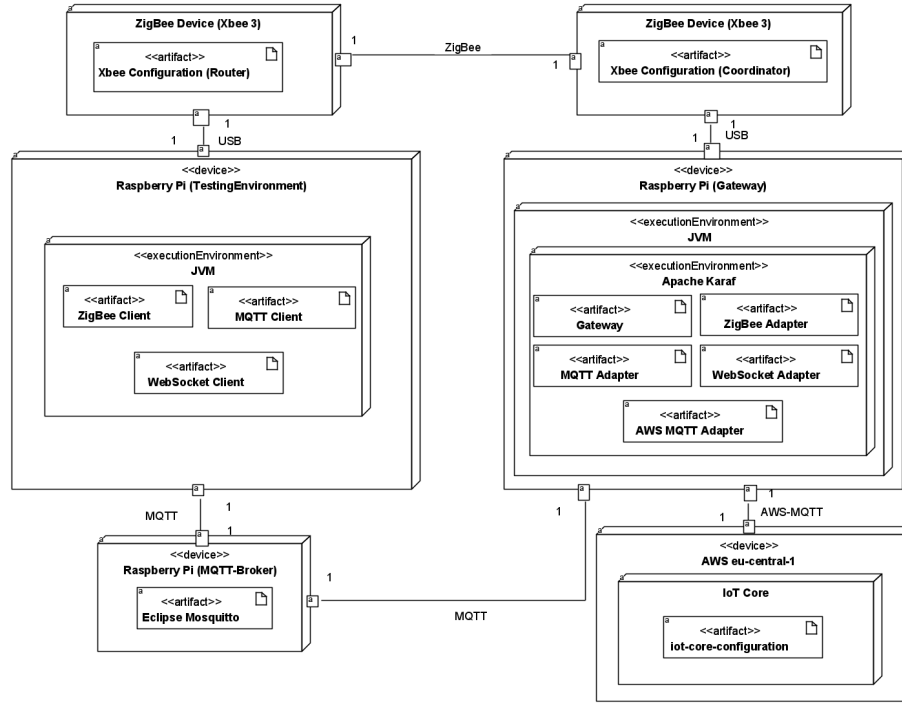 ZigBee Device (Xbee 3)
a
<<artifact>>
Xbee Configuration (Router)
a
1
ZigBee
1
a
ZigBee Device (Xbee 3)
a
<<artifact>>
Xbee Configuration (Coordinator)
a
1
1
USB
a
a
1
1
USB
a
a
<<device>>
Raspberry Pi (TestingEnvironment)
a
<<executionEnvironment>>
JVM
a
<<artifact>>
ZigBee Client
a
<<artifact>>
MQTT Client
a
<<artifact>>
WebSocket Client
a
<<device>>
Raspberry Pi (Gateway)
a
<<executionEnvironment>>
JVM
a
<<executionEnvironment>>
Apache Karaf
a
<<artifact>>
Gateway
a
<<artifact>>
ZigBee Adapter
a
<<artifact>>
MQTT Adapter
a
<<artifact>>
WebSocket Adapter
a
<<artifact>>
AWS MQTT Adapter
a
1
MQTT
1
a
a
1
a
1
AWS-MQTT
1
a
a
<<device>>
Raspberry Pi (MQTT-Broker)
a
<<artifact>>
Eclipse Mosquitto
1
a
MQTT
a
<<device>>
AWS eu-central-1
a
IoT Core
a
<<artifact>>
iot-core-configuration